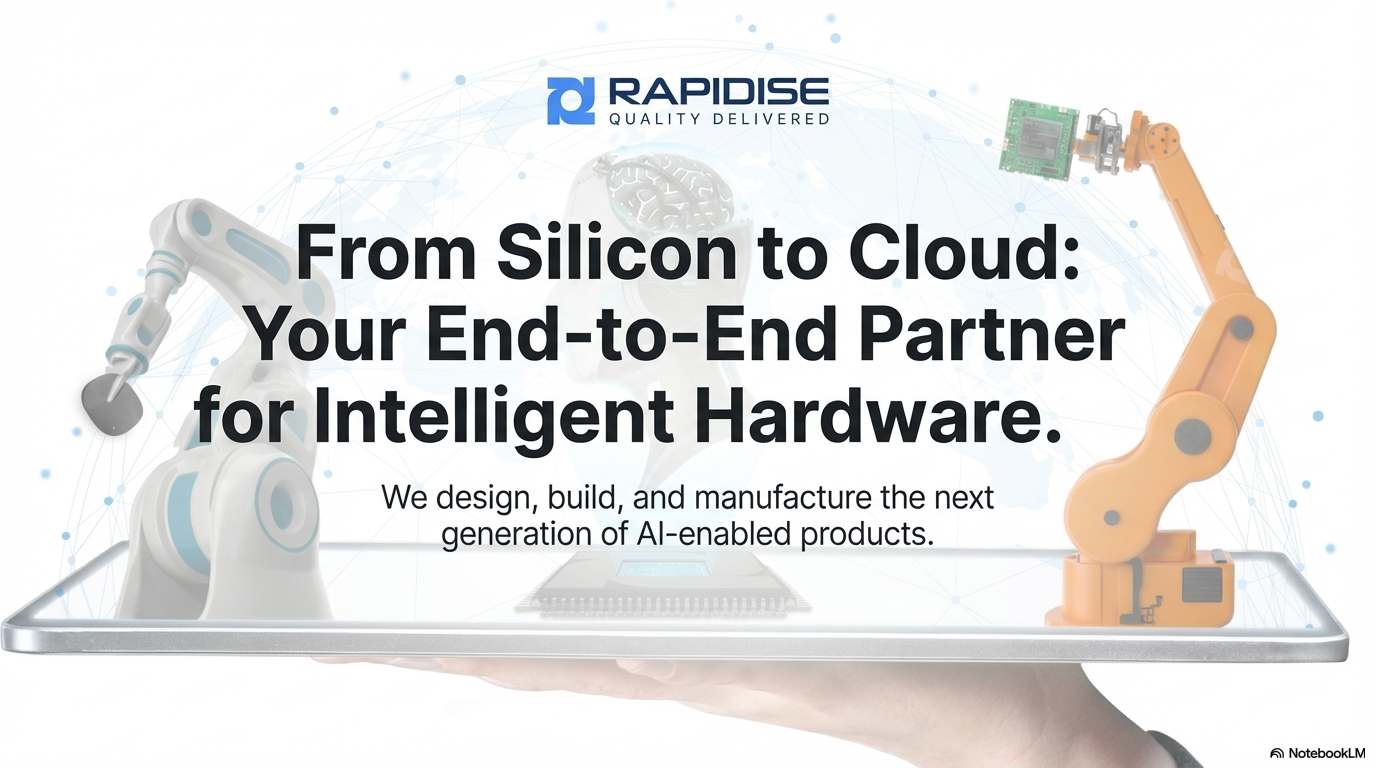 RAPIDISE
QUALITY DELIVERED
From Silicon to Cloud:
Your End-to-End Partner
for Intelligent Hardware.
We design, build, and manufacture the next
generation of AI-enabled products.
NotebookLM